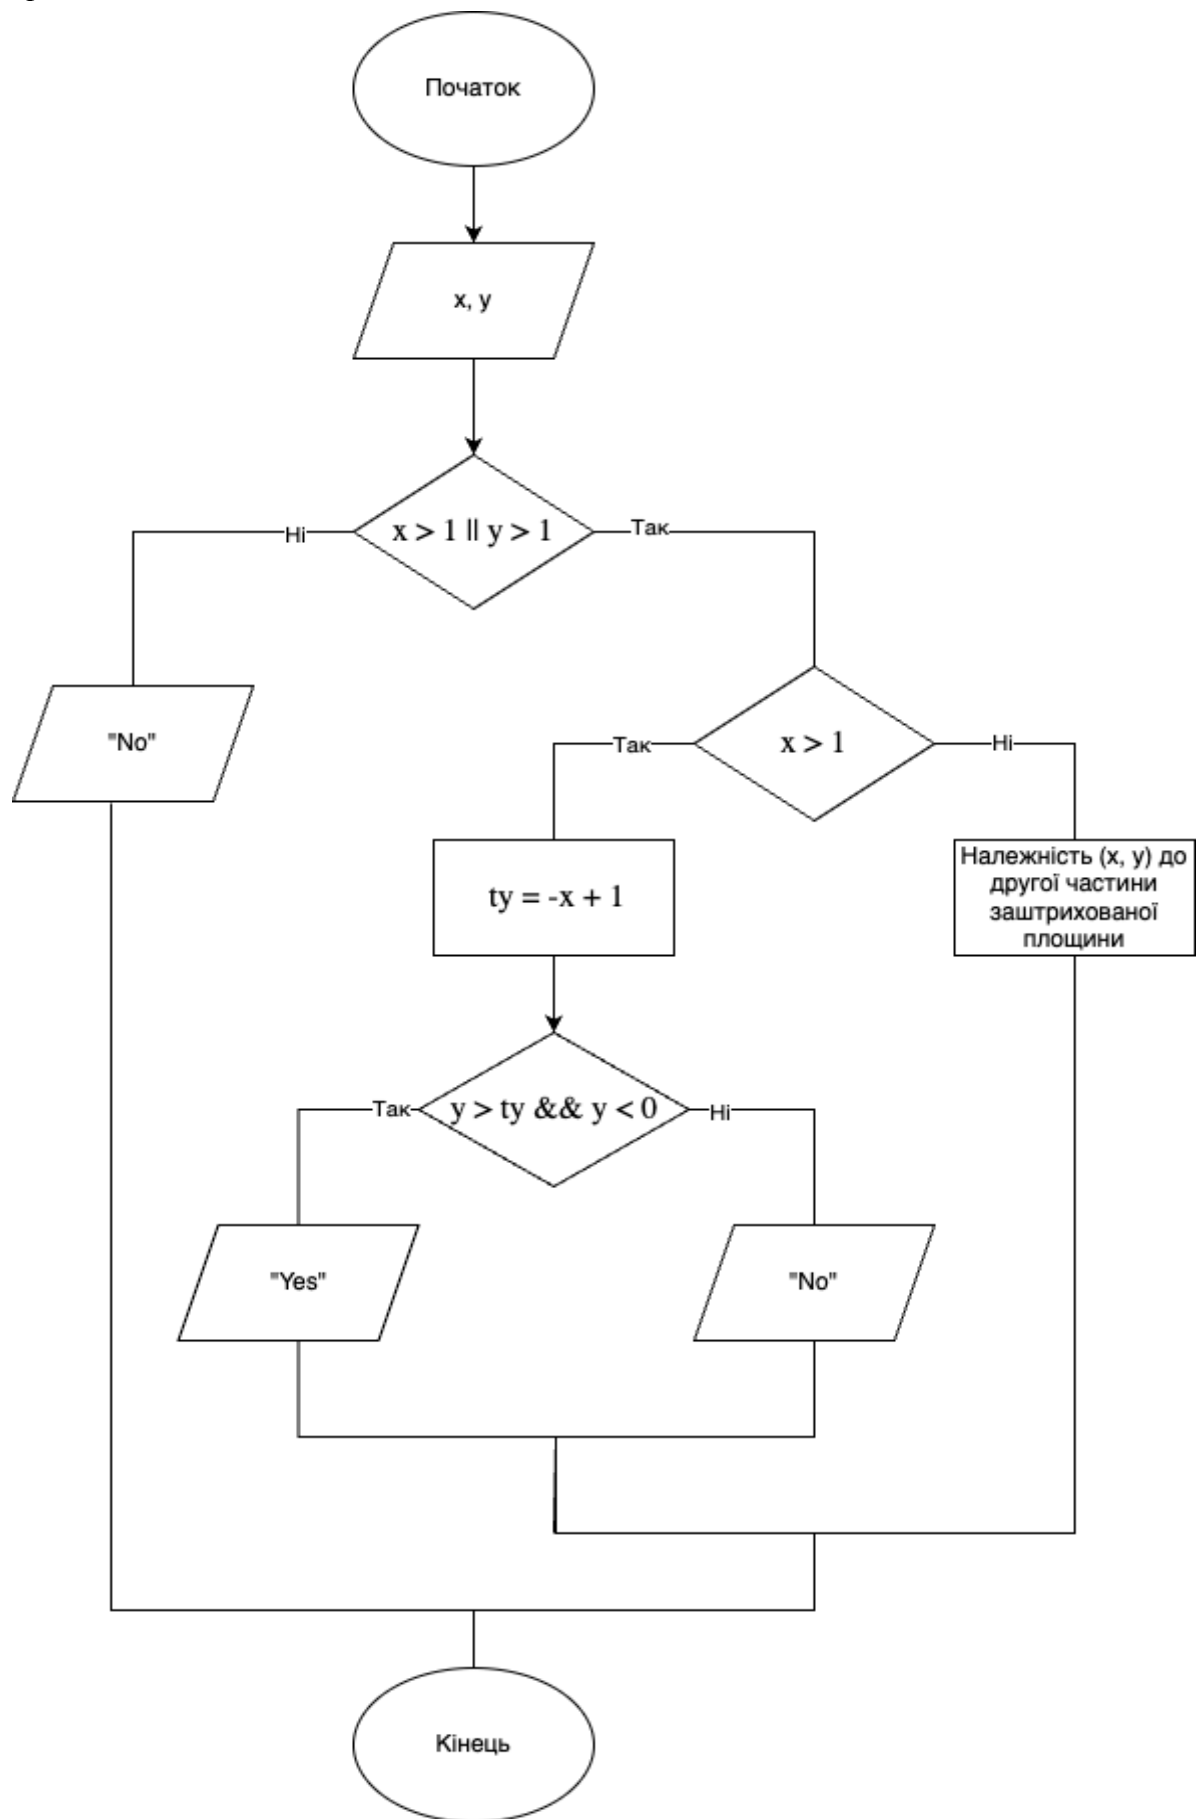 Початок
x, y
x > 1 || y > 1
Ні
Так
"No"
x > 1
Так
Ні
ty = -x + 1
Належність (x, y) до
другої частини
заштрихованої
площини
y > ty && y < 0
Так
Ні
"Yes"
"No"
Кінець